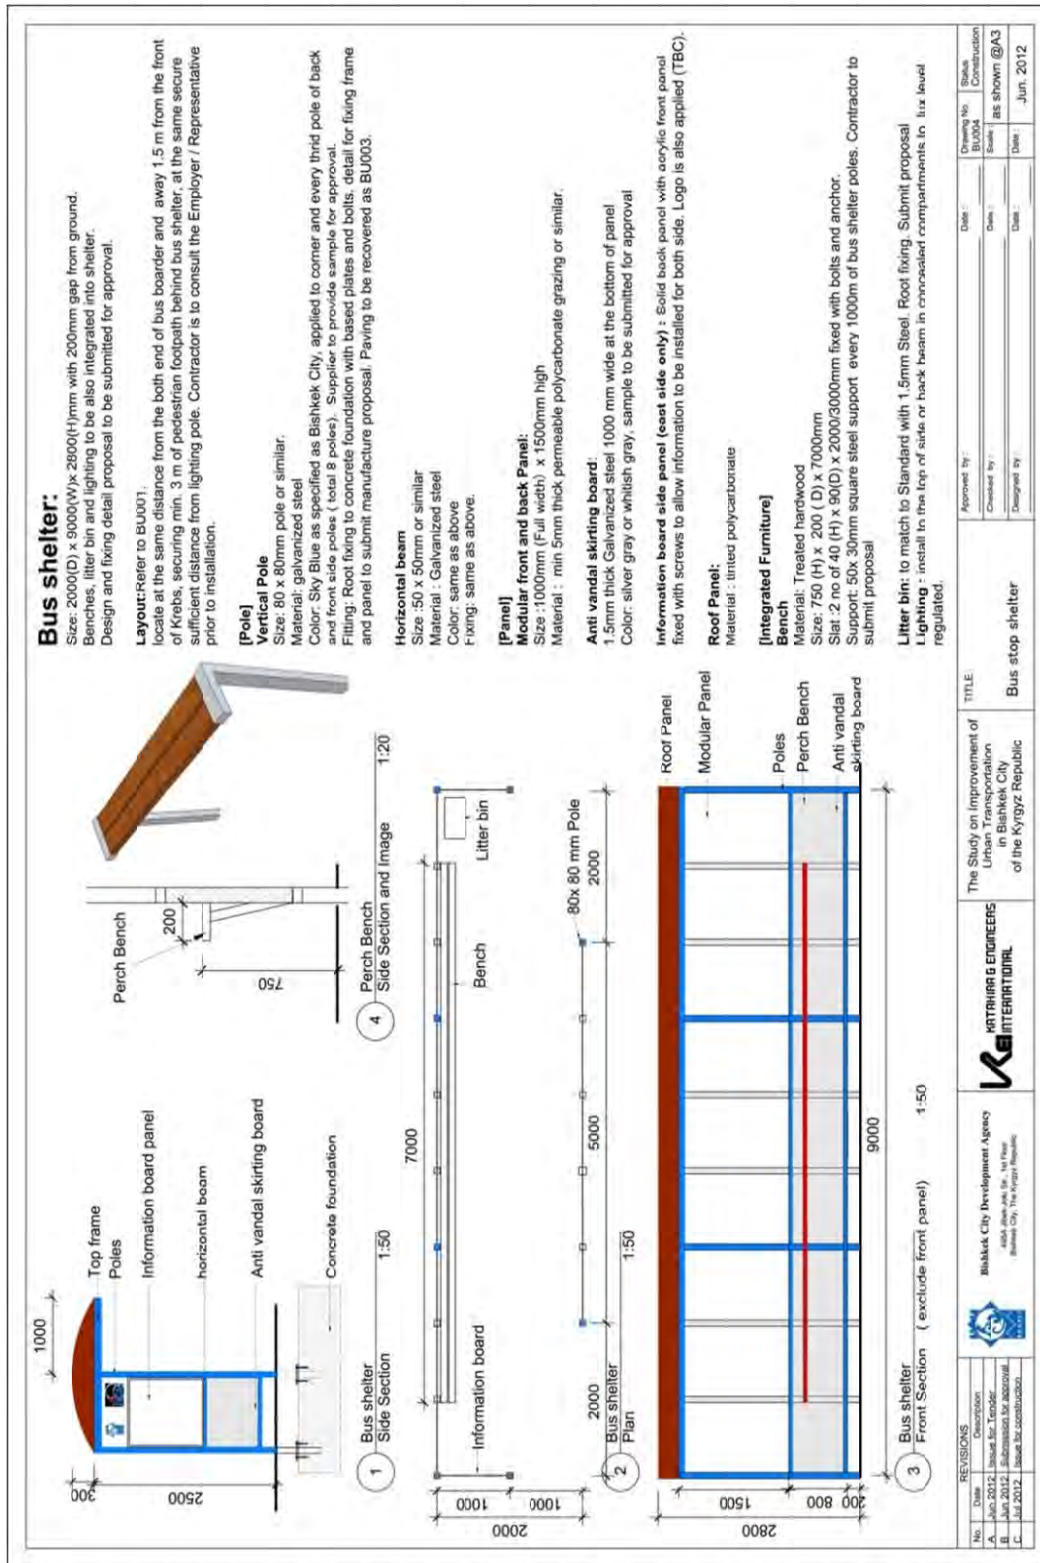 Bus shelter:
Size: 2000(D) x 9000(W)x 2800(H)mm with 200mm gap from ground.
Benches, litter bin and lighting to be also integrated into shelter.
Design and fixing detail proposal to be submitted for approval.
Layout:Refer to BU001.
locate at the same distance from the both end of bus boarder and away 1.5 m from the front
of Krebs, securing min. 3 m of pedestrian footpath behind bus shelter, at the same secure
sufficient distance from lighting pole. Contractor is to consult the Employer / Representative
prior to installation.
[Pole]
Vertical Pole
Size: 80 x 80mm pole or similar.
Material: galvanized steel
Color: Sky Blue as specified as Bishkek City, applied to corner and every thrid pole of back
and front side poles ( total 8 poles). Supplier to provide sample for approval.
Fitting: Root fixing to concrete foundation with based plates and bolts, detail for fixing frame
and panel to submit manufacture proposal. Paving to be recovered as BU003.
Horizontal beam
Size :50 x 50mm or similar
Material : Galvanized steel
Color: same as above
Fixing: same as above.
[Panel]
Modular front and back Panel:
Size :1000mm (Full width) x 1500mm high
Material : min 5mm thick permeable polycarbonate grazing or similar.
Anti vandal skirting board:
1.5mm thick Galvanized steel 1000 mm wide at the bottom of panel
Color: silver gray or whitish gray, sample to be submitted for approval
Information board side panel (east side only) : Solid back panel with acrylic front panel
fixed with screws to allow information to be installed for both side. Logo is also applied (TBC).
Roof Panel:
Material : tinted polycarbonate
[Integrated Furniture]
Bench
Material: Treated hardwood
Size: 750 (H) x 200 ( D) x 7000mm
Slat :2 no of 40 (H) x 90(D) x 2000/3000mm fixed with bolts and anchor.
Support: 50x 30mm square steel support every 1000m of bus shelter poles. Contractor to
submit proposal
Litter bin: to match to Standard with 1.5mm Steel. Root fixing. Submit proposal
Lighting : install to the top of side or back beam in concealed compartments to lux level
regulated.
1000
300
2500
Top frame
Poles
Information board panel
horizontal beam
Anti vandal skirting board
Concrete foundation
1
Bus shelter
Side Section
1:50
Perch Bench
200
750
4
Perch Bench
Side Section and Image
1:20
7000
Information board
Bench
Litter bin
1000
1000
2000
80x 80 mm Pole
2000
5000
2000
2
Bus shelter
Plan
1:50
Roof Panel
Modular Panel
Poles
Perch Bench
Anti vandal
skirting board
1500
800
200
2800
9000
3
Bus shelter
Front Section ( exclude front panel)
1:50
REVISIONS
No. Date Description
A Jun.2012 Issue for Tender
B Jun.2012 Submission for approval
C Jul 2012 Issue for construction
Bishkek City Development Agency
Bishkek City, The Kyrgyz Republic
KEI KATAHIRA & ENGINEERS
INTERNATIONAL
The Study on Improvement of
Urban Transportation
in Bishkek City
of the Kyrgyz Republic
TITLE
Bus stop shelter
Approved by :
Date :
Checked by :
Date :
Designed by :
Date :
Drawing No.
BU004
Status
Construction
Scale :
as shown @A3
Date :
Jun. 2012